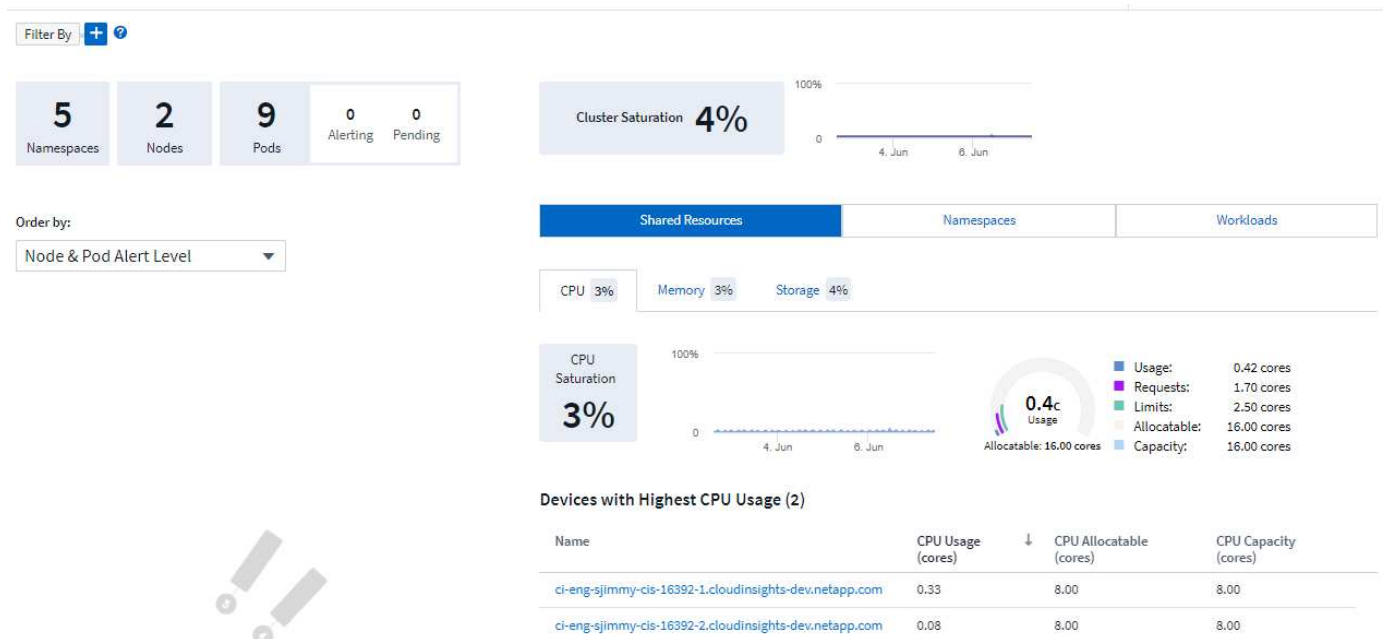 Filter By + ?
5 2 9 0 0
Namespaces Nodes Pods Alerting Pending
Cluster Saturation 4%
100%
0
4. Jun 6. Jun
Order by:
Node & Pod Alert Level
Shared Resources Namespaces Workloads
CPU 3% Memory 3% Storage 4%
CPU
Saturation
3%
100%
0
4. Jun 6. Jun
0.4c
Usage
Allocatable: 16.00 cores
Usage: 0.42 cores
Requests: 1.70 cores
Limits: 2.50 cores
Allocatable: 16.00 cores
Capacity: 16.00 cores
Devices with Highest CPU Usage (2)
Name CPU Usage (cores) ↓ CPU Allocatable (cores) CPU Capacity (cores)
ci-eng-sjimmy-cis-16392-1.cloudinsights-dev.netapp.com 0.33 8.00 8.00
ci-eng-sjimmy-cis-16392-2.cloudinsights-dev.netapp.com 0.08 8.00 8.00